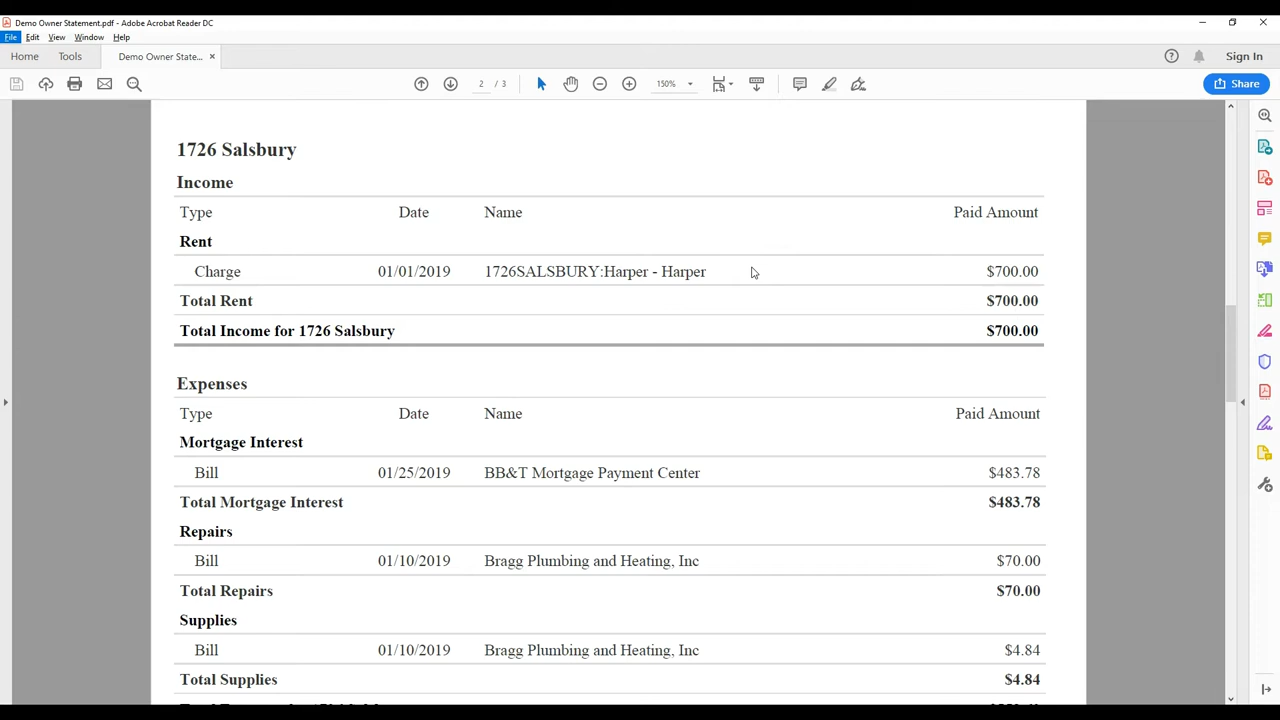 Demo Owner Statement.pdf - Adobe Acrobat Reader DC
File Edit View Window Help
Home Tools Demo Owner State... × Sign In
2 / 3 150% Share
1726 Salsbury
Income
Type Date Name Paid Amount
Rent
Charge 01/01/2019 1726SALSBURY:Harper - Harper $700.00
Total Rent $700.00
Total Income for 1726 Salsbury $700.00
Expenses
Type Date Name Paid Amount
Mortgage Interest
Bill 01/25/2019 BB&T Mortgage Payment Center $483.78
Total Mortgage Interest $483.78
Repairs
Bill 01/10/2019 Bragg Plumbing and Heating, Inc $70.00
Total Repairs $70.00
Supplies
Bill 01/10/2019 Bragg Plumbing and Heating, Inc $4.84
Total Supplies $4.84